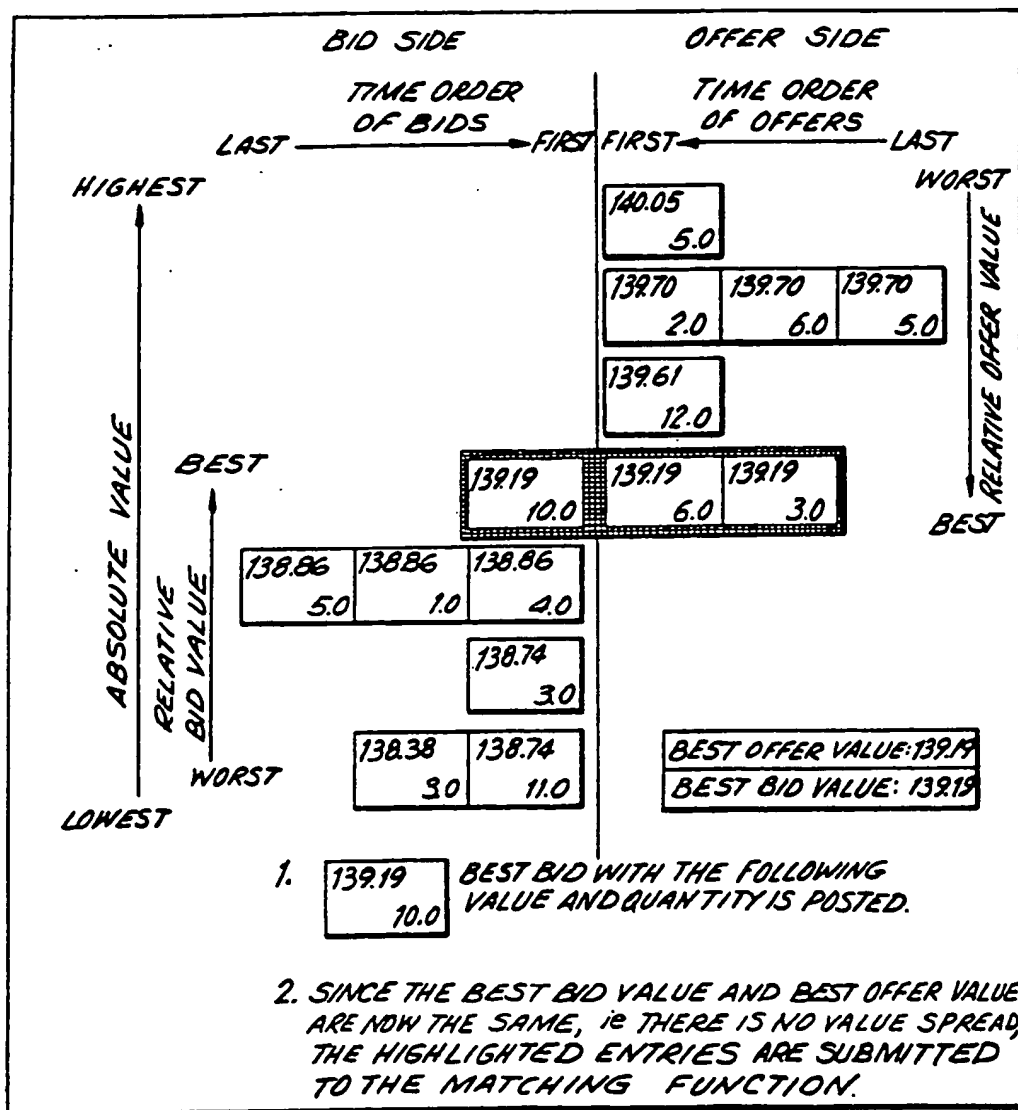 BID SIDE
OFFER SIDE
TIME ORDER
OF BIDS
TIME ORDER
OF OFFERS
LAST
FIRST
FIRST
LAST
HIGHEST
WORST
140.05
5.0
139.70 139.70 139.70
2.0 6.0 5.0
RELATIVE OFFER VALUE
139.61
12.0
ABSOLUTE VALUE
BEST
139.19 139.19 139.19
10.0 6.0 3.0
BEST
RELATIVE
BID VALUE
138.86 138.86 138.86
5.0 1.0 4.0
138.74
3.0
138.38 138.74
3.0 11.0
WORST
LOWEST
BEST OFFER VALUE: 139.19
BEST BID VALUE: 139.19
1. 139.19
10.0
BEST BID WITH THE FOLLOWING
VALUE AND QUANTITY IS POSTED.
2. SINCE THE BEST BID VALUE AND BEST OFFER VALUE
ARE NOW THE SAME, ie THERE IS NO VALUE SPREAD,
THE HIGHLIGHTED ENTRIES ARE SUBMITTED
TO THE MATCHING FUNCTION.